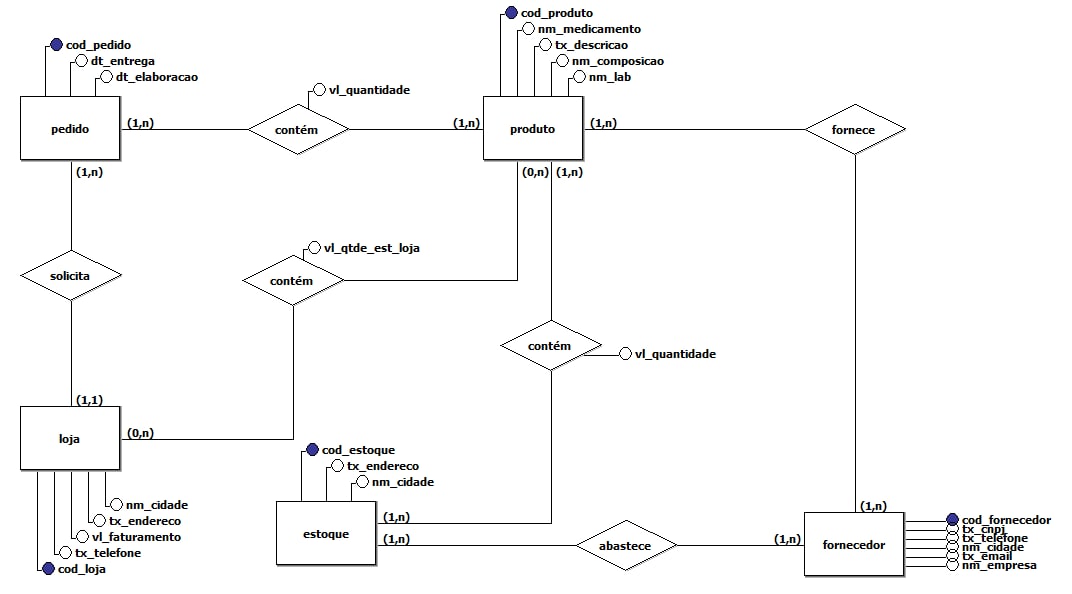 cod_produto
nm_medicamento
tx_descricao
nm_composicao
nm_lab
cod_pedido
dt_entrega
dt_elaboracao
vl_quantidade
pedido
(1,n)
contém
(1,n)
produto
(1,n)
fornece
(1,n)
(0,n)
(1,n)
solicita
vl_qtde_est_loja
contém
contém
vl_quantidade
(1,1)
loja
(0,n)
cod_estoque
tx_endereco
nm_cidade
nm_cidade
tx_endereco
vl_faturamento
tx_telefone
cod_loja
estoque
(1,n)
(1,n)
abastece
(1,n)
(1,n)
fornecedor
cod_fornecedor
tx_cnpj
tx_telefone
nm_cidade
tx_email
nm_empresa